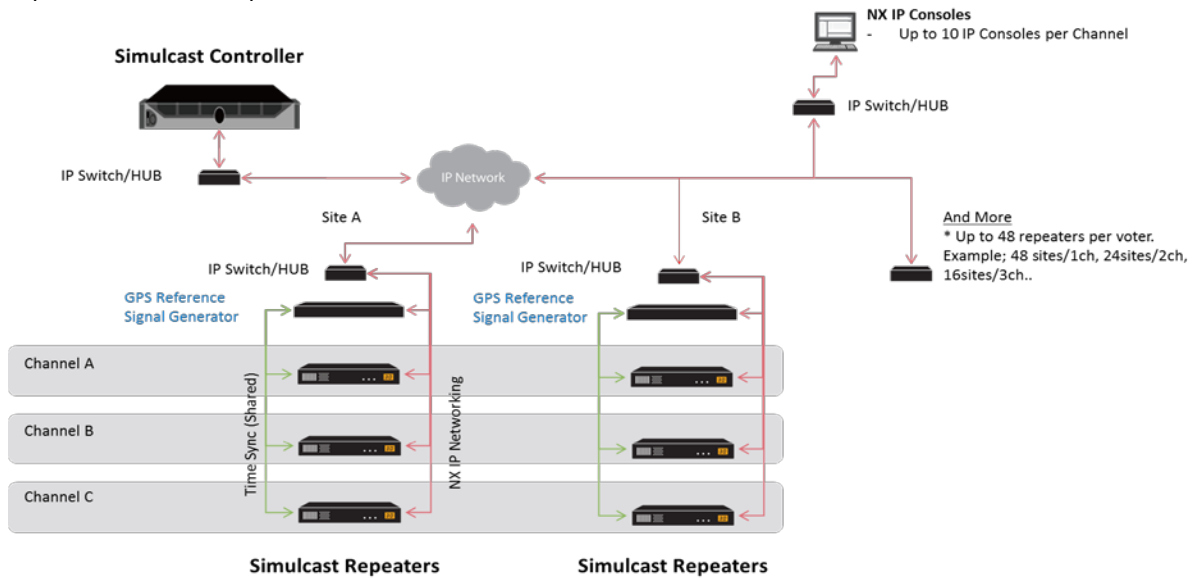 NX IP Consoles
- Up to 10 IP Consoles per Channel
Simulcast Controller
IP Switch/HUB
IP Switch/HUB
IP Network
Site A
Site B
And More
* Up to 48 repeaters per voter.
Example; 48 sites/1ch, 24sites/2ch,
16sites/3ch..
IP Switch/HUB
IP Switch/HUB
GPS Reference
Signal Generator
GPS Reference
Signal Generator
Channel A
Channel B
Channel C
Time Sync (Shared)
NX IP Networking
Simulcast Repeaters
Simulcast Repeaters